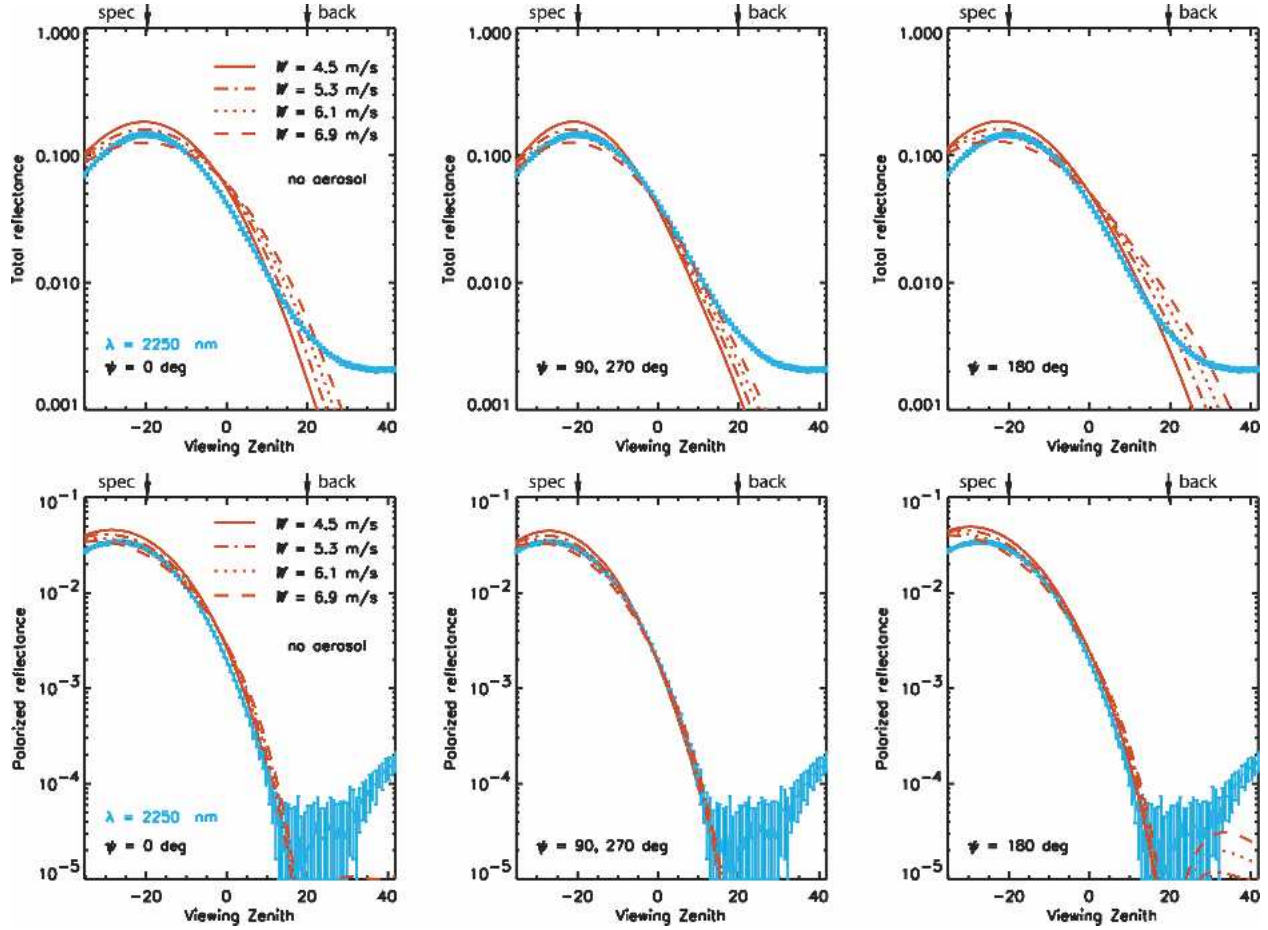 spec back
1.000
0.100
0.010
0.001
Total reflectance
W = 4.5 m/s
W = 5.3 m/s
W = 6.1 m/s
W = 6.9 m/s
no aerosol
λ = 2250 nm
ψ = 0 deg
-20 0 20 40
Viewing Zenith
spec back
1.000
0.100
0.010
0.001
Total reflectance
ψ = 90, 270 deg
-20 0 20 40
Viewing Zenith
spec back
1.000
0.100
0.010
0.001
Total reflectance
ψ = 180 deg
-20 0 20 40
Viewing Zenith
spec back
10⁻¹
10⁻²
10⁻³
10⁻⁴
10⁻⁵
Polarized reflectance
W = 4.5 m/s
W = 5.3 m/s
W = 6.1 m/s
W = 6.9 m/s
no aerosol
λ = 2250 nm
ψ = 0 deg
-20 0 20 40
Viewing Zenith
spec back
10⁻¹
10⁻²
10⁻³
10⁻⁴
10⁻⁵
Polarized reflectance
ψ = 90, 270 deg
-20 0 20 40
Viewing Zenith
spec back
10⁻¹
10⁻²
10⁻³
10⁻⁴
10⁻⁵
Polarized reflectance
ψ = 180 deg
-20 0 20 40
Viewing Zenith